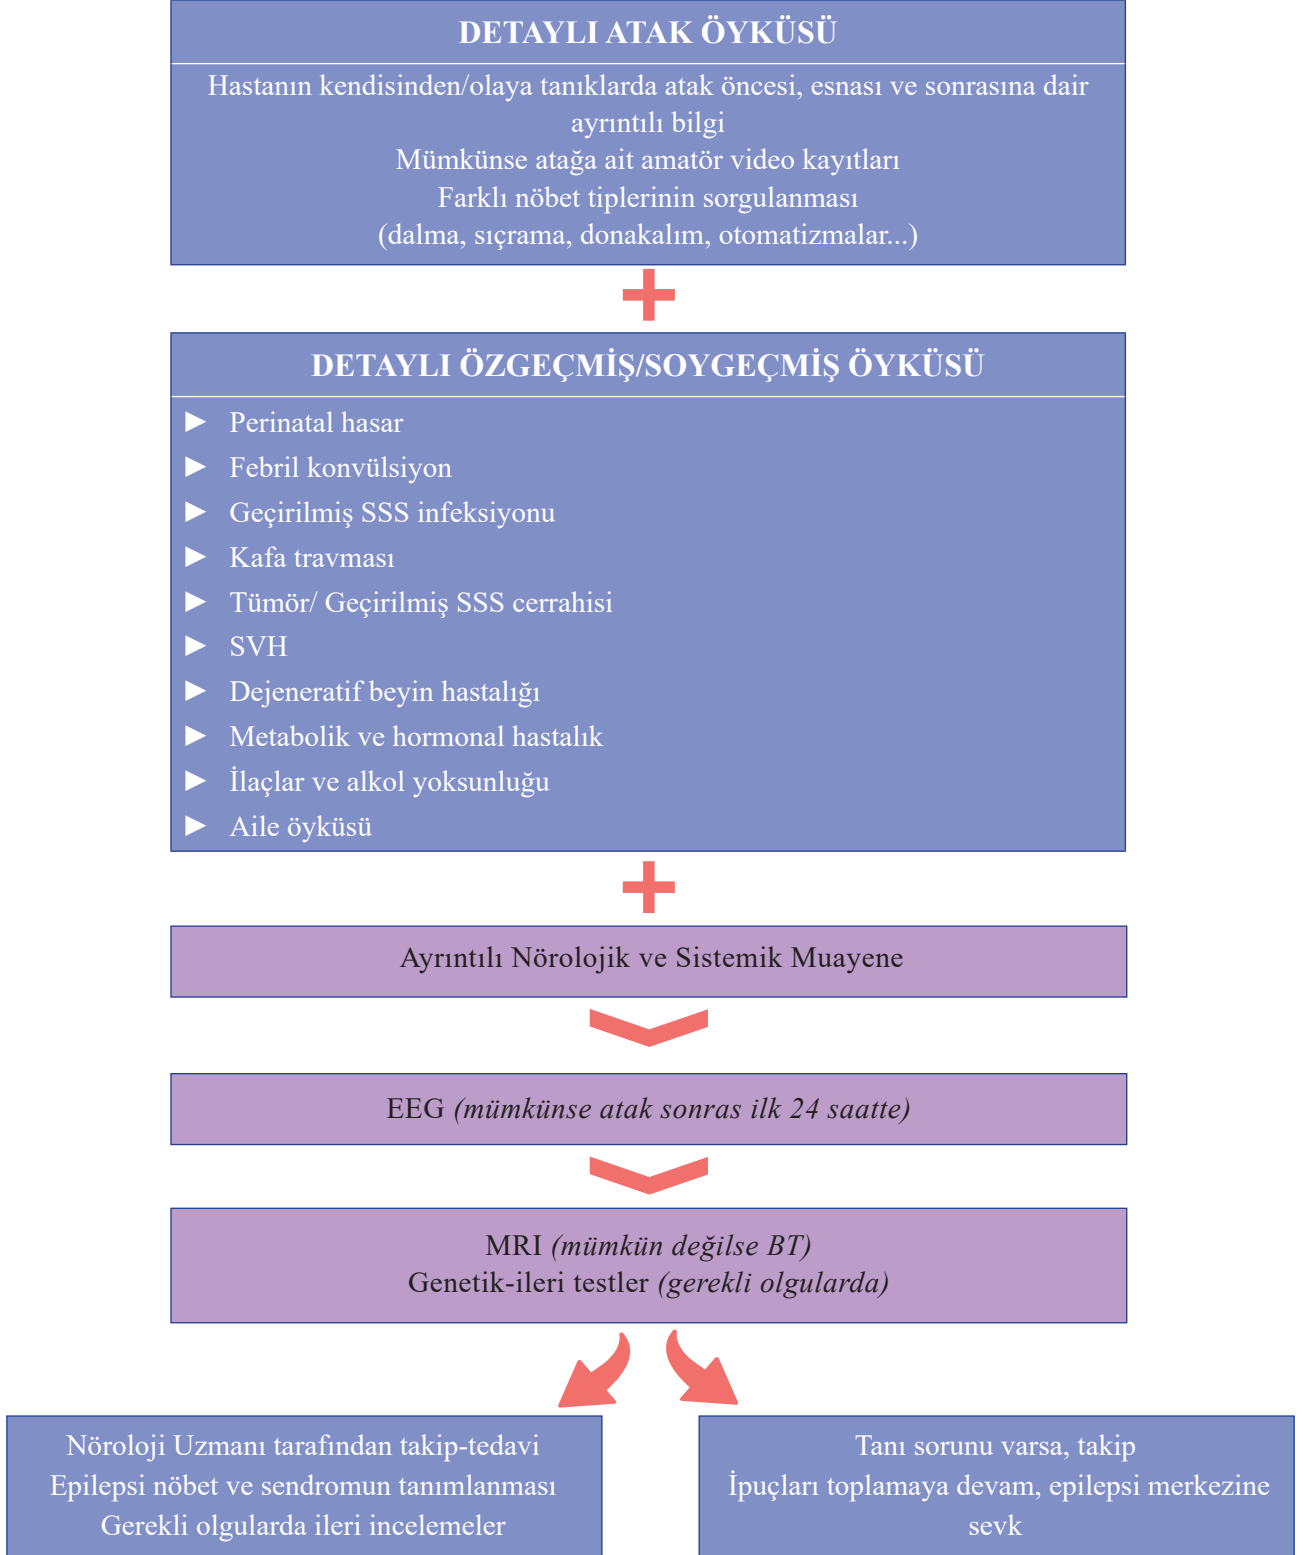 DETAYLI ATAK ÖYKÜSÜ
Hastanın kendisinden/olaya tanıklarda atak öncesi, esnası ve sonrasına dair
ayrıntılı bilgi
Mümkünse atağa ait amatör video kayıtları
Farklı nöbet tiplerinin sorgulanması
(dalma, sıçrama, donakalım, otomatizmalar...)
+
DETAYLI ÖZGEÇMİŞ/SOYGEÇMİŞ ÖYKÜSÜ
► Perinatal hasar
► Febril konvülsiyon
► Geçirilmiş SSS infeksiyonu
► Kafa travması
► Tümör/ Geçirilmiş SSS cerrahisi
► SVH
► Dejeneratif beyin hastalığı
► Metabolik ve hormonal hastalık
► İlaçlar ve alkol yoksunluğu
► Aile öyküsü
+
Ayrıntılı Nörolojik ve Sistemik Muayene
EEG (mümkünse atak sonras ilk 24 saatte)
MRI (mümkün değilse BT)
Genetik-ileri testler (gerekli olgularda)
Nöroloji Uzmanı tarafından takip-tedavi
Epilepsi nöbet ve sendromun tanımlanması
Gerekli olgularda ileri incelemeler
Tanı sorunu varsa, takip
İpuçları toplamaya devam, epilepsi merkezine
sevk